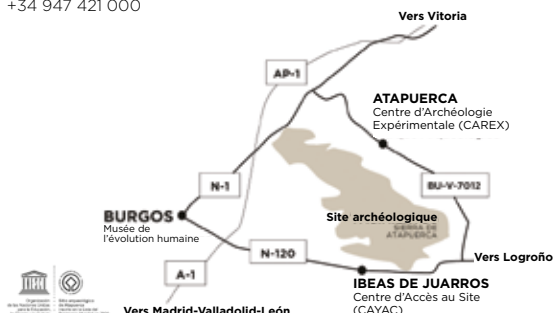 +34 947 421 000
Vers Vitoria
AP-1
ATAPUERCA
Centre d'Archéologie
Expérimentale (CAREX)
N-1
BU-V-7012
BURGOS
Musée de
l'évolution humaine
Site archéologique
SIERRA DE
ATAPUERCA
N-120
Vers Logroño
A-1
IBEAS DE JUARROS
Centre d'Accès au Site
(CAYAC)
Vers Madrid-Valladolid-León